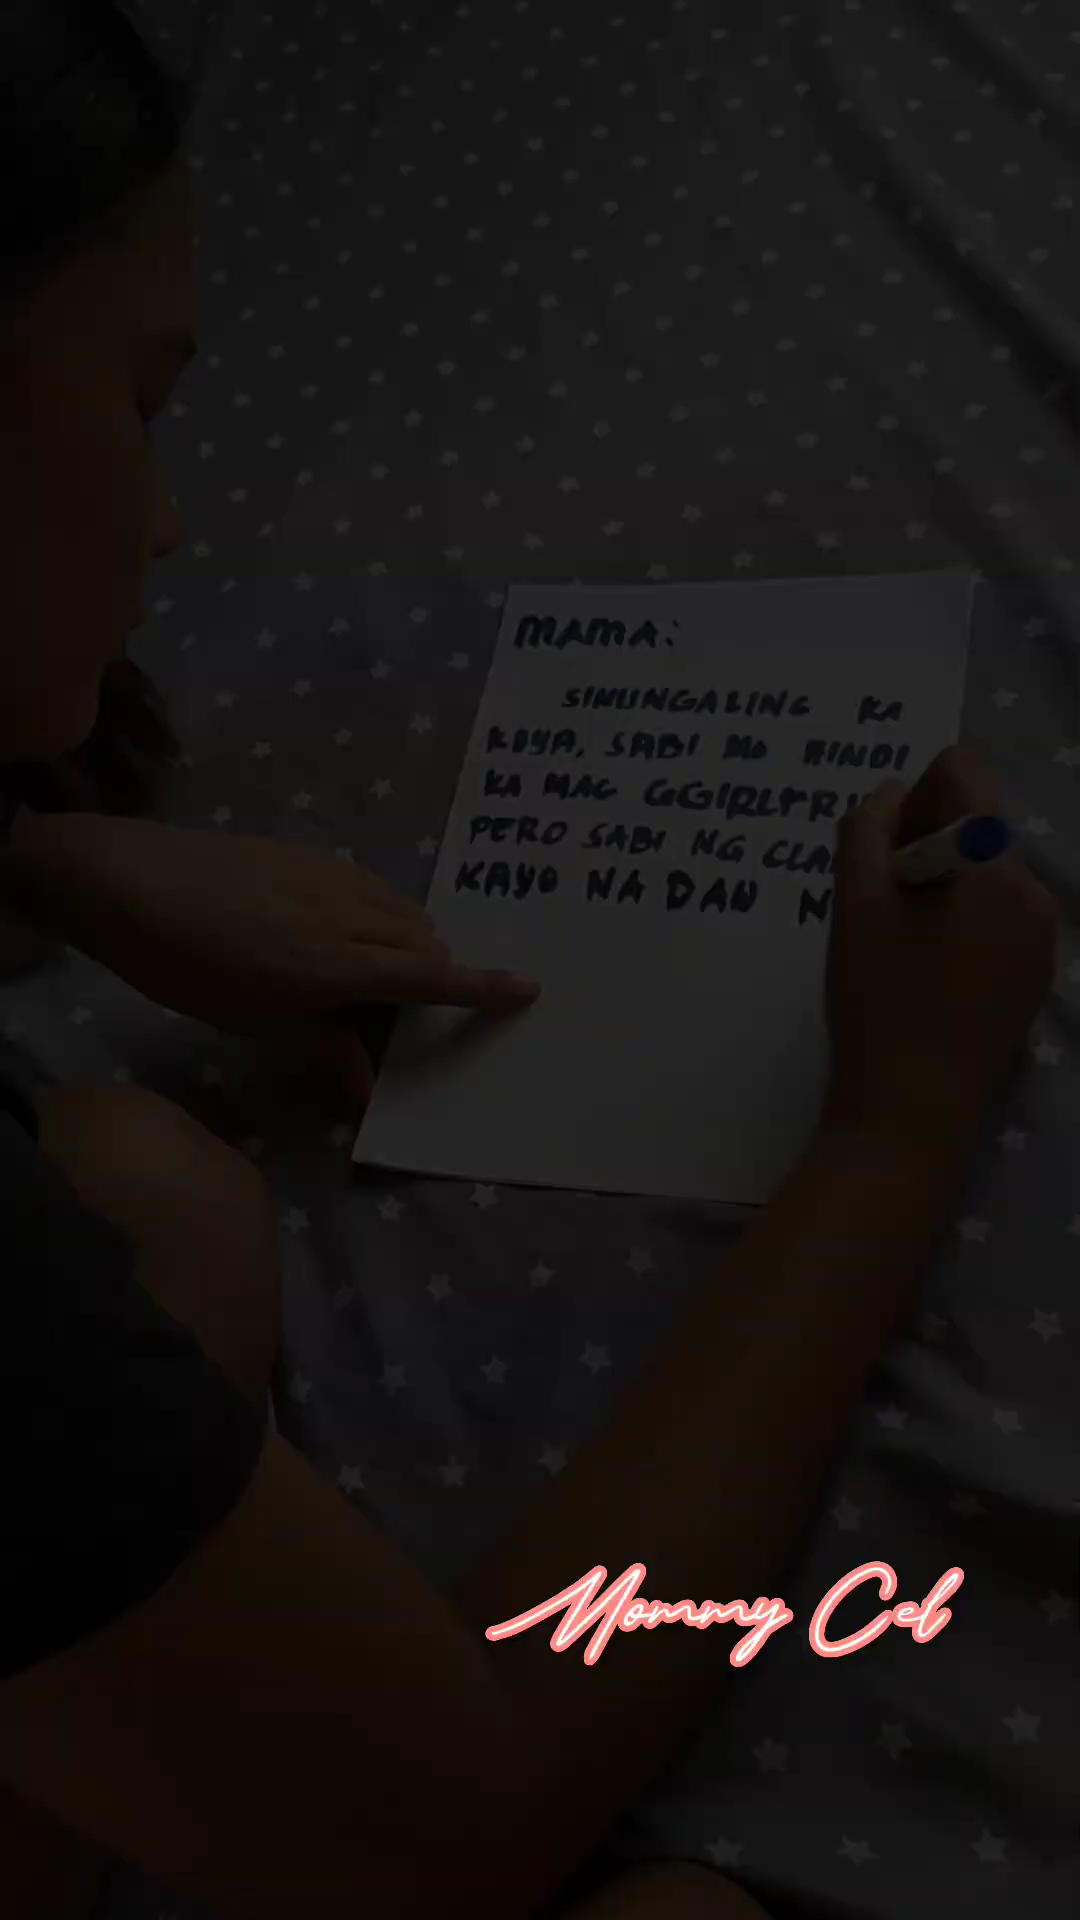 MAMA:
SINUNGALING KA
KUYA, SABI MO HINDI
KA MAG GGIRLFRI
PERO SABI NG CLA
KAYO NA DAW N
Mommy Cel